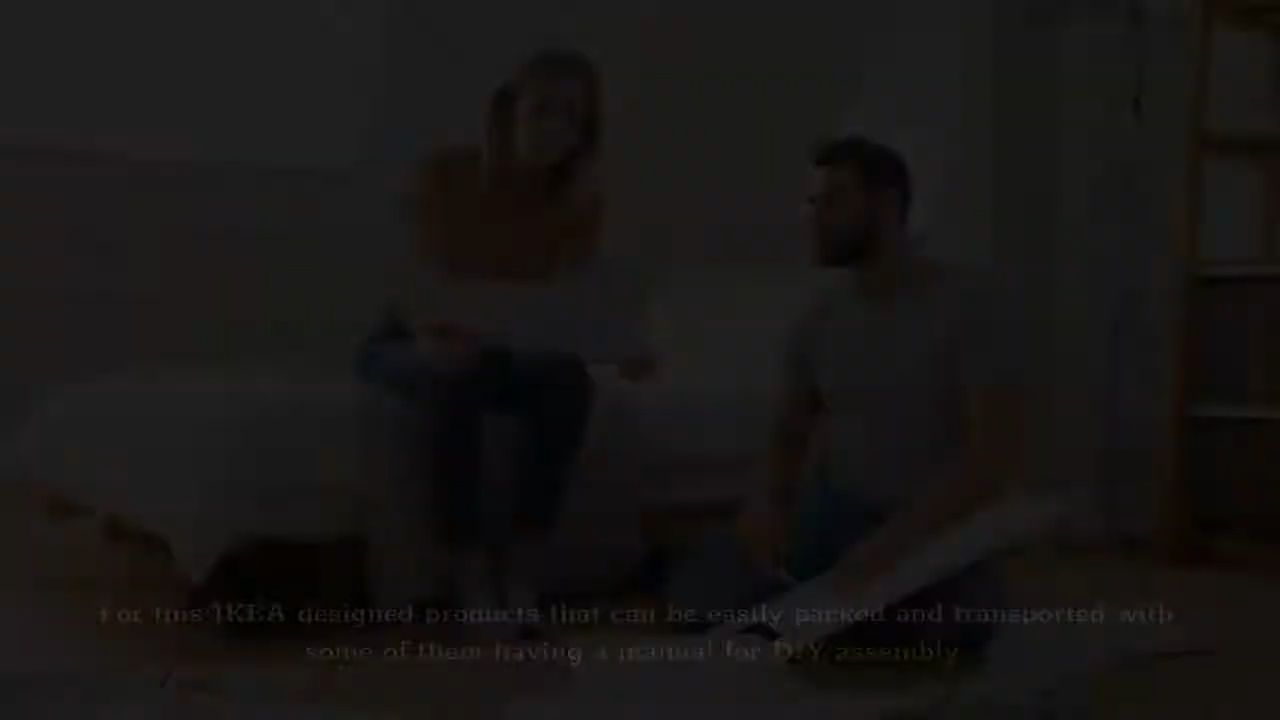 For this IKEA designed products that can be easily packed and transported with
some of them having a manual for DIY assembly